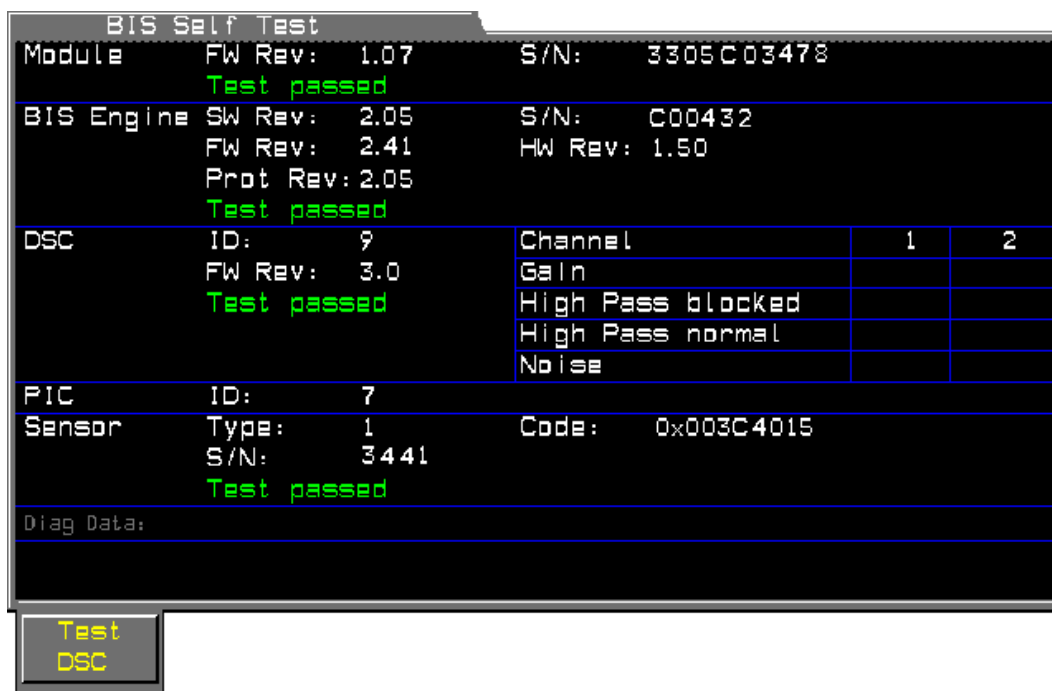 BIS Self Test
Module FW Rev: 1.07 S/N: 3305C03478
Test passed
BIS Engine SW Rev: 2.05 S/N: C00432
FW Rev: 2.41 HW Rev: 1.50
Prot Rev: 2.05
Test passed
DSC ID: 9 Channel 1 2
FW Rev: 3.0 Gain
Test passed High Pass blocked
High Pass normal
Noise
PIC ID: 7
Sensor Type: 1 Code: 0x003C4015
S/N: 3441
Test passed
Diag Data:
Test
DSC